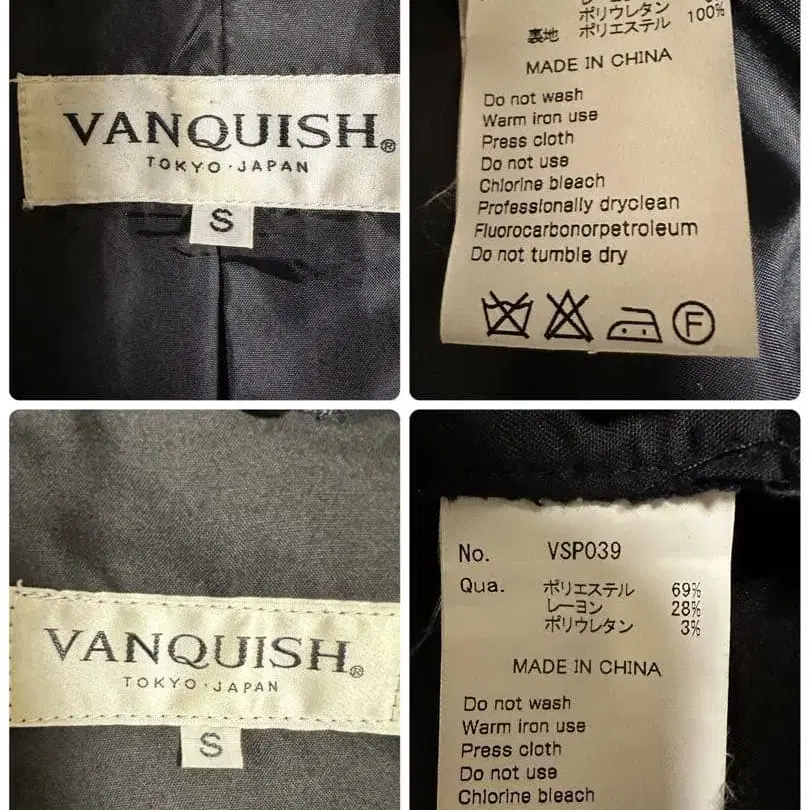 VANQUISH®
TOKYO・JAPAN
S
ポリウレタン
裏地 ポリエステル 100%
MADE IN CHINA
Do not wash
Warm iron use
Press cloth
Do not use
Chlorine bleach
Professionally dryclean
Fluorocarbonorpetroleum
Do not tumble dry
F
VANQUISH®
TOKYO・JAPAN
S
No. VSP039
Qua. ポリエステル 69%
レーヨン 28%
ポリウレタン 3%
MADE IN CHINA
Do not wash
Warm iron use
Press cloth
Do not use
Chlorine bleach